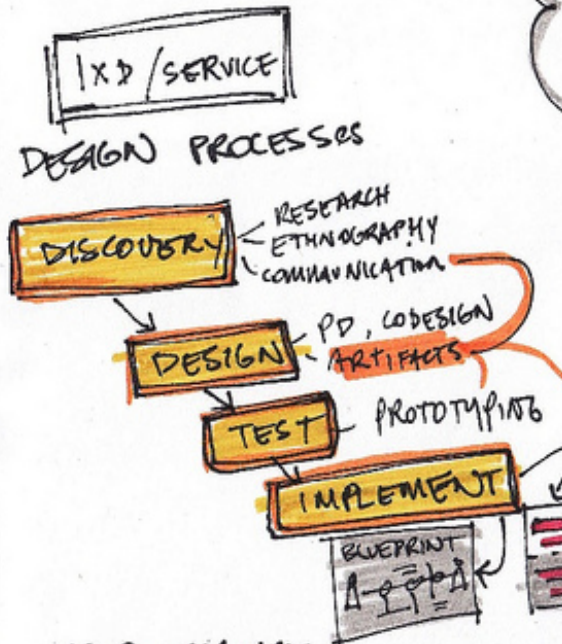 IXD / SERVICE
DESIGN PROCESSES
DISCOVERY
RESEARCH
ETHNOGRAPHY
COMMUNICATION
DESIGN
PD, CODESIGN
ARTIFACTS
TEST
PROTOTYPING
IMPLEMENT
BLUEPRINT